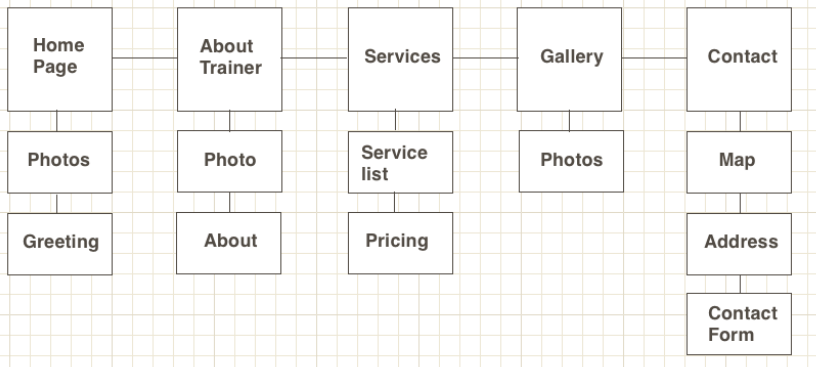 Home
Page
About
Trainer
Services
Gallery
Contact
Photos
Photo
Service
list
Photos
Map
Greeting
About
Pricing
Address
Contact
Form